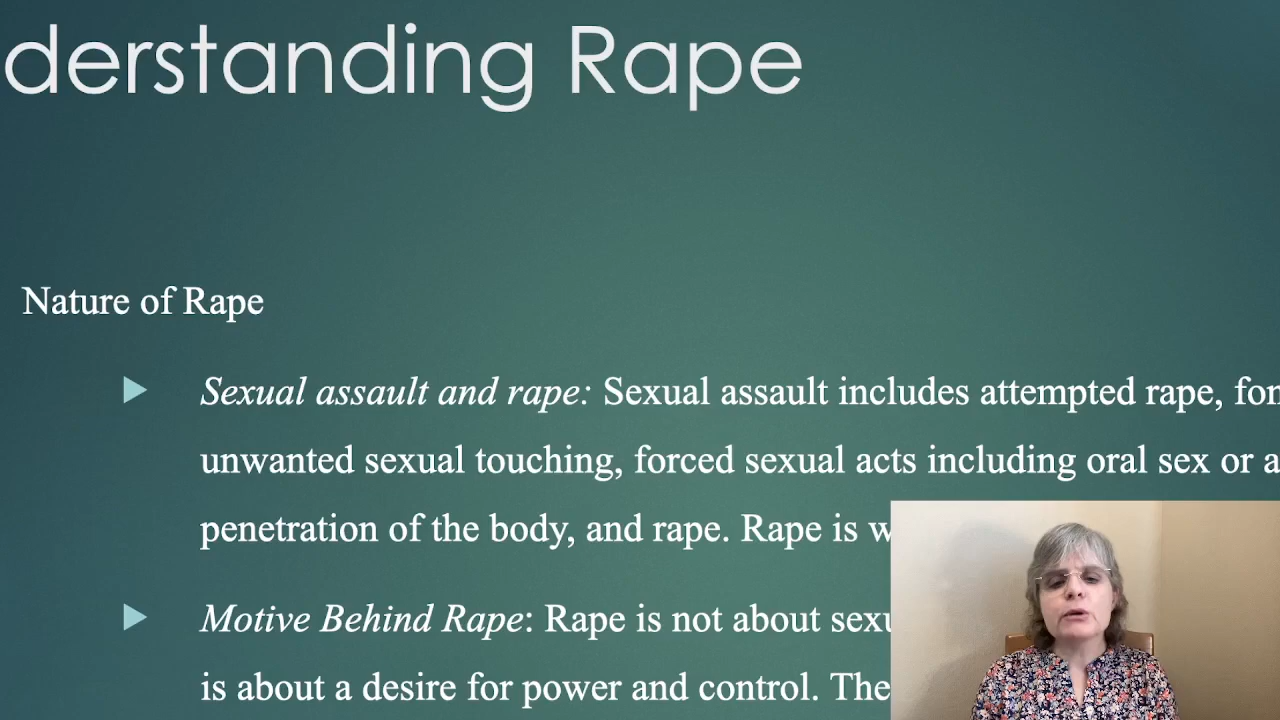 derstanding Rape
Nature of Rape
Sexual assault and rape: Sexual assault includes attempted rape,
unwanted sexual touching, forced sexual acts including oral sex or
penetration of the body, and rape. Rape is
Motive Behind Rape: Rape is not about
is about a desire for power and control. The